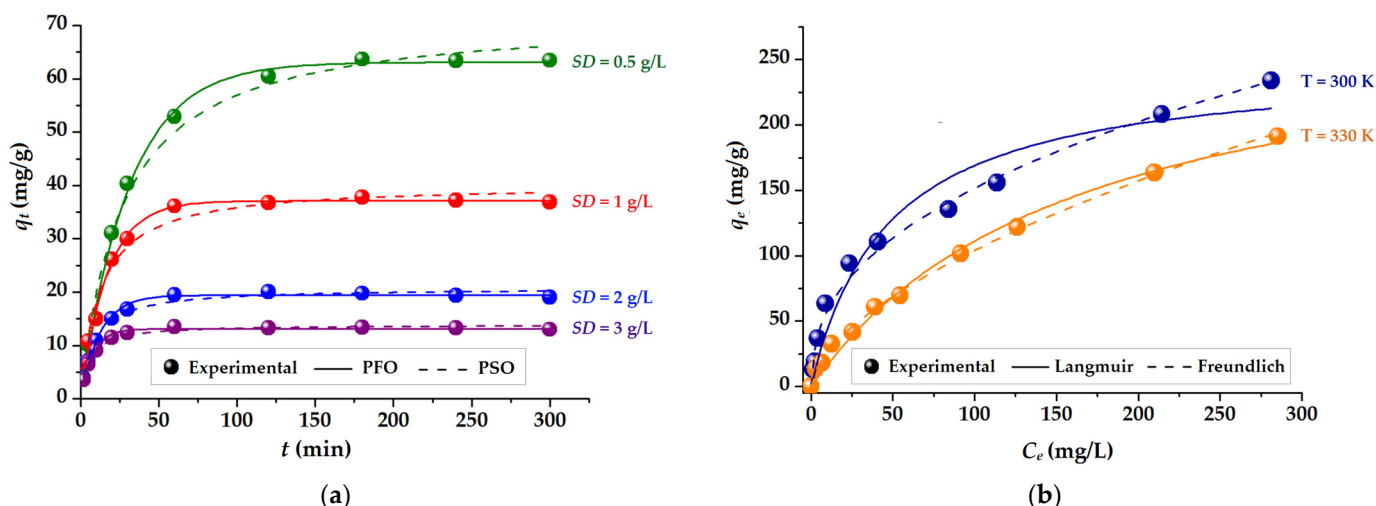 70
60
50
40
30
20
10
0
q_t (mg/g)
SD = 0.5 g/L
SD = 1 g/L
SD = 2 g/L
SD = 3 g/L
Experimental PFO PSO
0 50 100 150 200 250 300
t (min)
(a)
250
200
150
100
50
0
q_e (mg/g)
T = 300 K
T = 330 K
Experimental Langmuir Freundlich
0 50 100 150 200 250 300
C_e (mg/L)
(b)